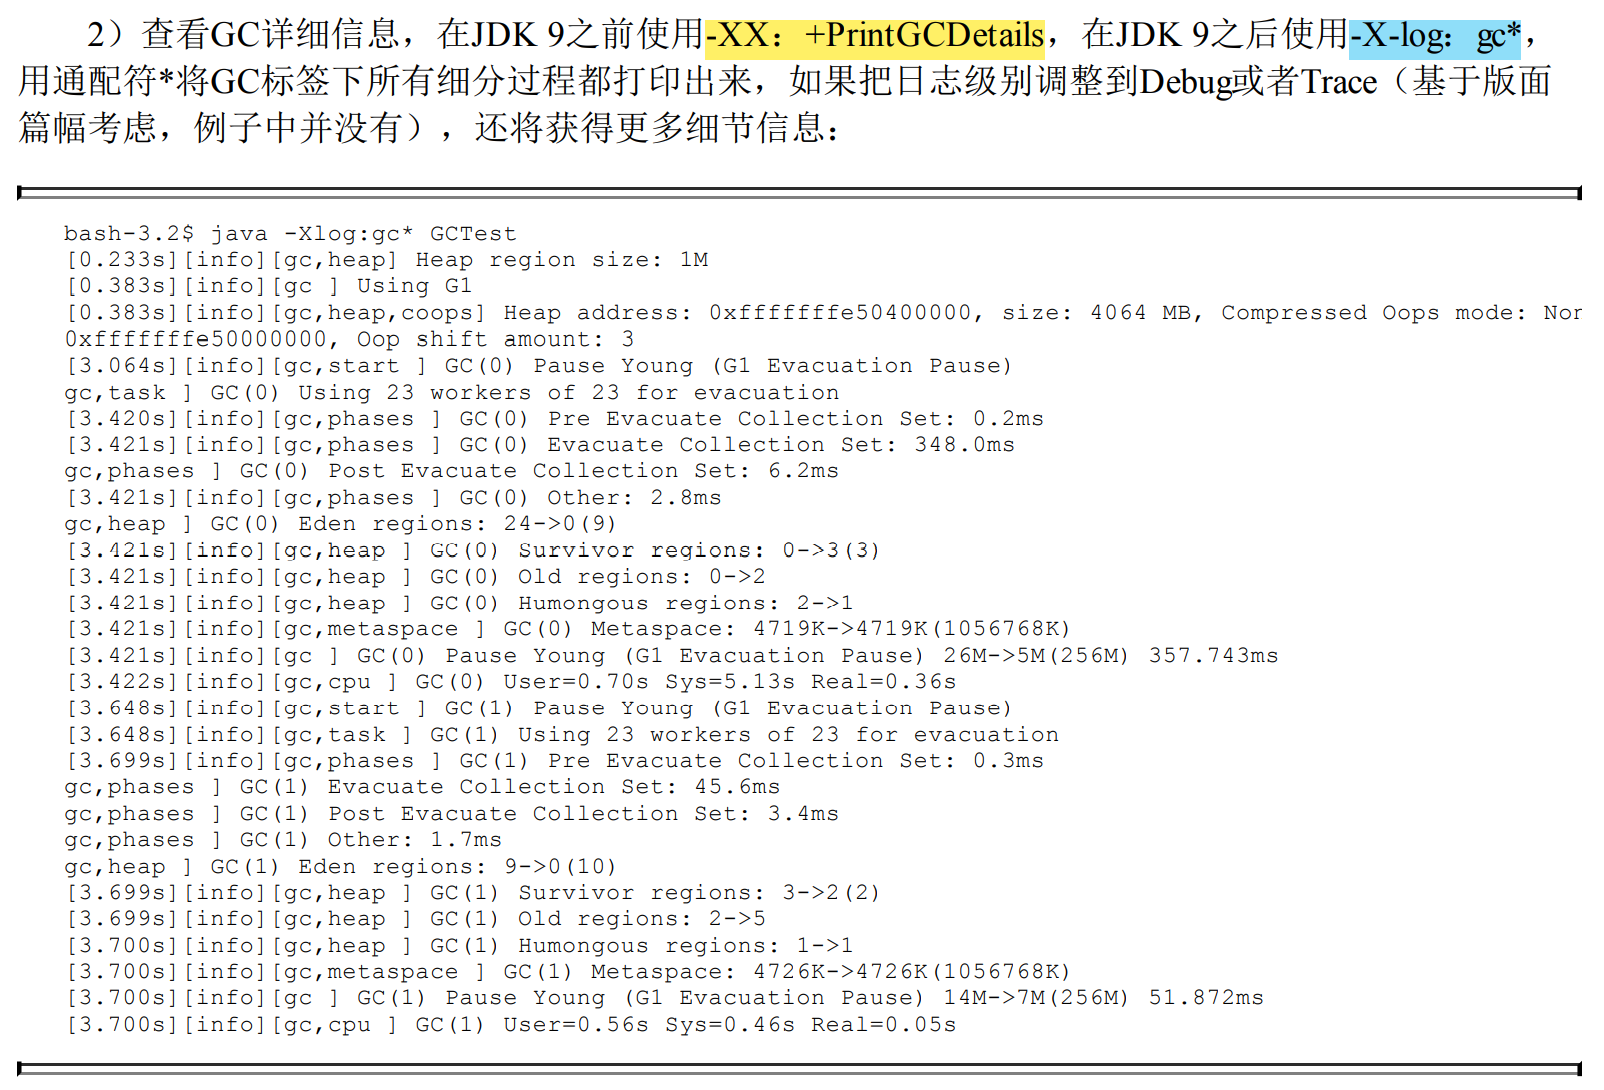 2）查看GC详细信息，在JDK 9之前使用-XX：+PrintGCDetails，在JDK 9之后使用-X-log：gc*，
用通配符*将GC标签下所有细分过程都打印出来，如果把日志级别调整到Debug或者Trace（基于版面
篇幅考虑，例子中并没有），还将获得更多细节信息：
bash-3.2$ java -Xlog:gc* GCTest
[0.233s][info][gc,heap] Heap region size: 1M
[0.383s][info][gc ] Using G1
[0.383s][info][gc,heap,coops] Heap address: 0xfffffffe50400000, size: 4064 MB, Compressed Oops mode: Nor
0xfffffffe50000000, Oop shift amount: 3
[3.064s][info][gc,start ] GC(0) Pause Young (G1 Evacuation Pause)
gc,task ] GC(0) Using 23 workers of 23 for evacuation
[3.420s][info][gc,phases ] GC(0) Pre Evacuate Collection Set: 0.2ms
[3.421s][info][gc,phases ] GC(0) Evacuate Collection Set: 348.0ms
gc,phases ] GC(0) Post Evacuate Collection Set: 6.2ms
[3.421s][info][gc,phases ] GC(0) Other: 2.8ms
gc,heap ] GC(0) Eden regions: 24->0(9)
[3.421s][info][gc,heap ] GC(0) Survivor regions: 0->3(3)
[3.421s][info][gc,heap ] GC(0) Old regions: 0->2
[3.421s][info][gc,heap ] GC(0) Humongous regions: 2->1
[3.421s][info][gc,metaspace ] GC(0) Metaspace: 4719K->4719K(1056768K)
[3.421s][info][gc ] GC(0) Pause Young (G1 Evacuation Pause) 26M->5M(256M) 357.743ms
[3.422s][info][gc,cpu ] GC(0) User=0.70s Sys=5.13s Real=0.36s
[3.648s][info][gc,start ] GC(1) Pause Young (G1 Evacuation Pause)
[3.648s][info][gc,task ] GC(1) Using 23 workers of 23 for evacuation
[3.699s][info][gc,phases ] GC(1) Pre Evacuate Collection Set: 0.3ms
gc,phases ] GC(1) Evacuate Collection Set: 45.6ms
gc,phases ] GC(1) Post Evacuate Collection Set: 3.4ms
gc,phases ] GC(1) Other: 1.7ms
gc,heap ] GC(1) Eden regions: 9->0(10)
[3.699s][info][gc,heap ] GC(1) Survivor regions: 3->2(2)
[3.699s][info][gc,heap ] GC(1) Old regions: 2->5
[3.700s][info][gc,heap ] GC(1) Humongous regions: 1->1
[3.700s][info][gc,metaspace ] GC(1) Metaspace: 4726K->4726K(1056768K)
[3.700s][info][gc ] GC(1) Pause Young (G1 Evacuation Pause) 14M->7M(256M) 51.872ms
[3.700s][info][gc,cpu ] GC(1) User=0.56s Sys=0.46s Real=0.05s